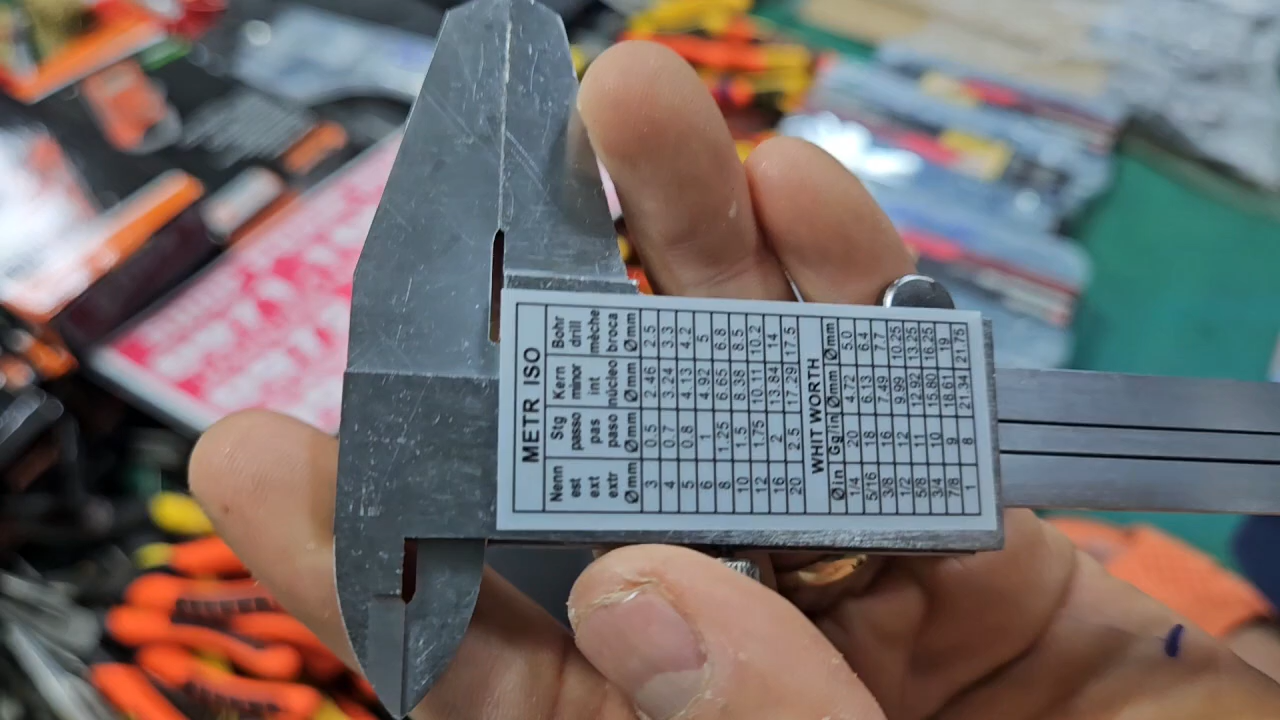 METR ISO
Nenn Stg Kern Bohr
est passo minor drill
ext pas int mèche
extr paso núcleo broca
Ømm Ømm Ømm Ømm
3 0.5 2.46 2.5
4 0.7 3.24 3.3
5 0.8 4.13 4.2
6 1 4.92 5
8 1.25 6.65 6.8
10 1.5 8.38 8.5
12 1.75 10.11 10.2
16 2 13.84 14
20 2.5 17.29 17.5
WHIT WORTH
Øin Gg/in Ømm Ømm
1/4 20 4.72 5.0
5/16 18 6.13 6.4
3/8 16 7.49 7.7
1/2 12 9.99 10.25
5/8 11 12.92 13.25
3/4 10 15.80 16.25
7/8 9 18.61 19
1 8 21.34 21.75